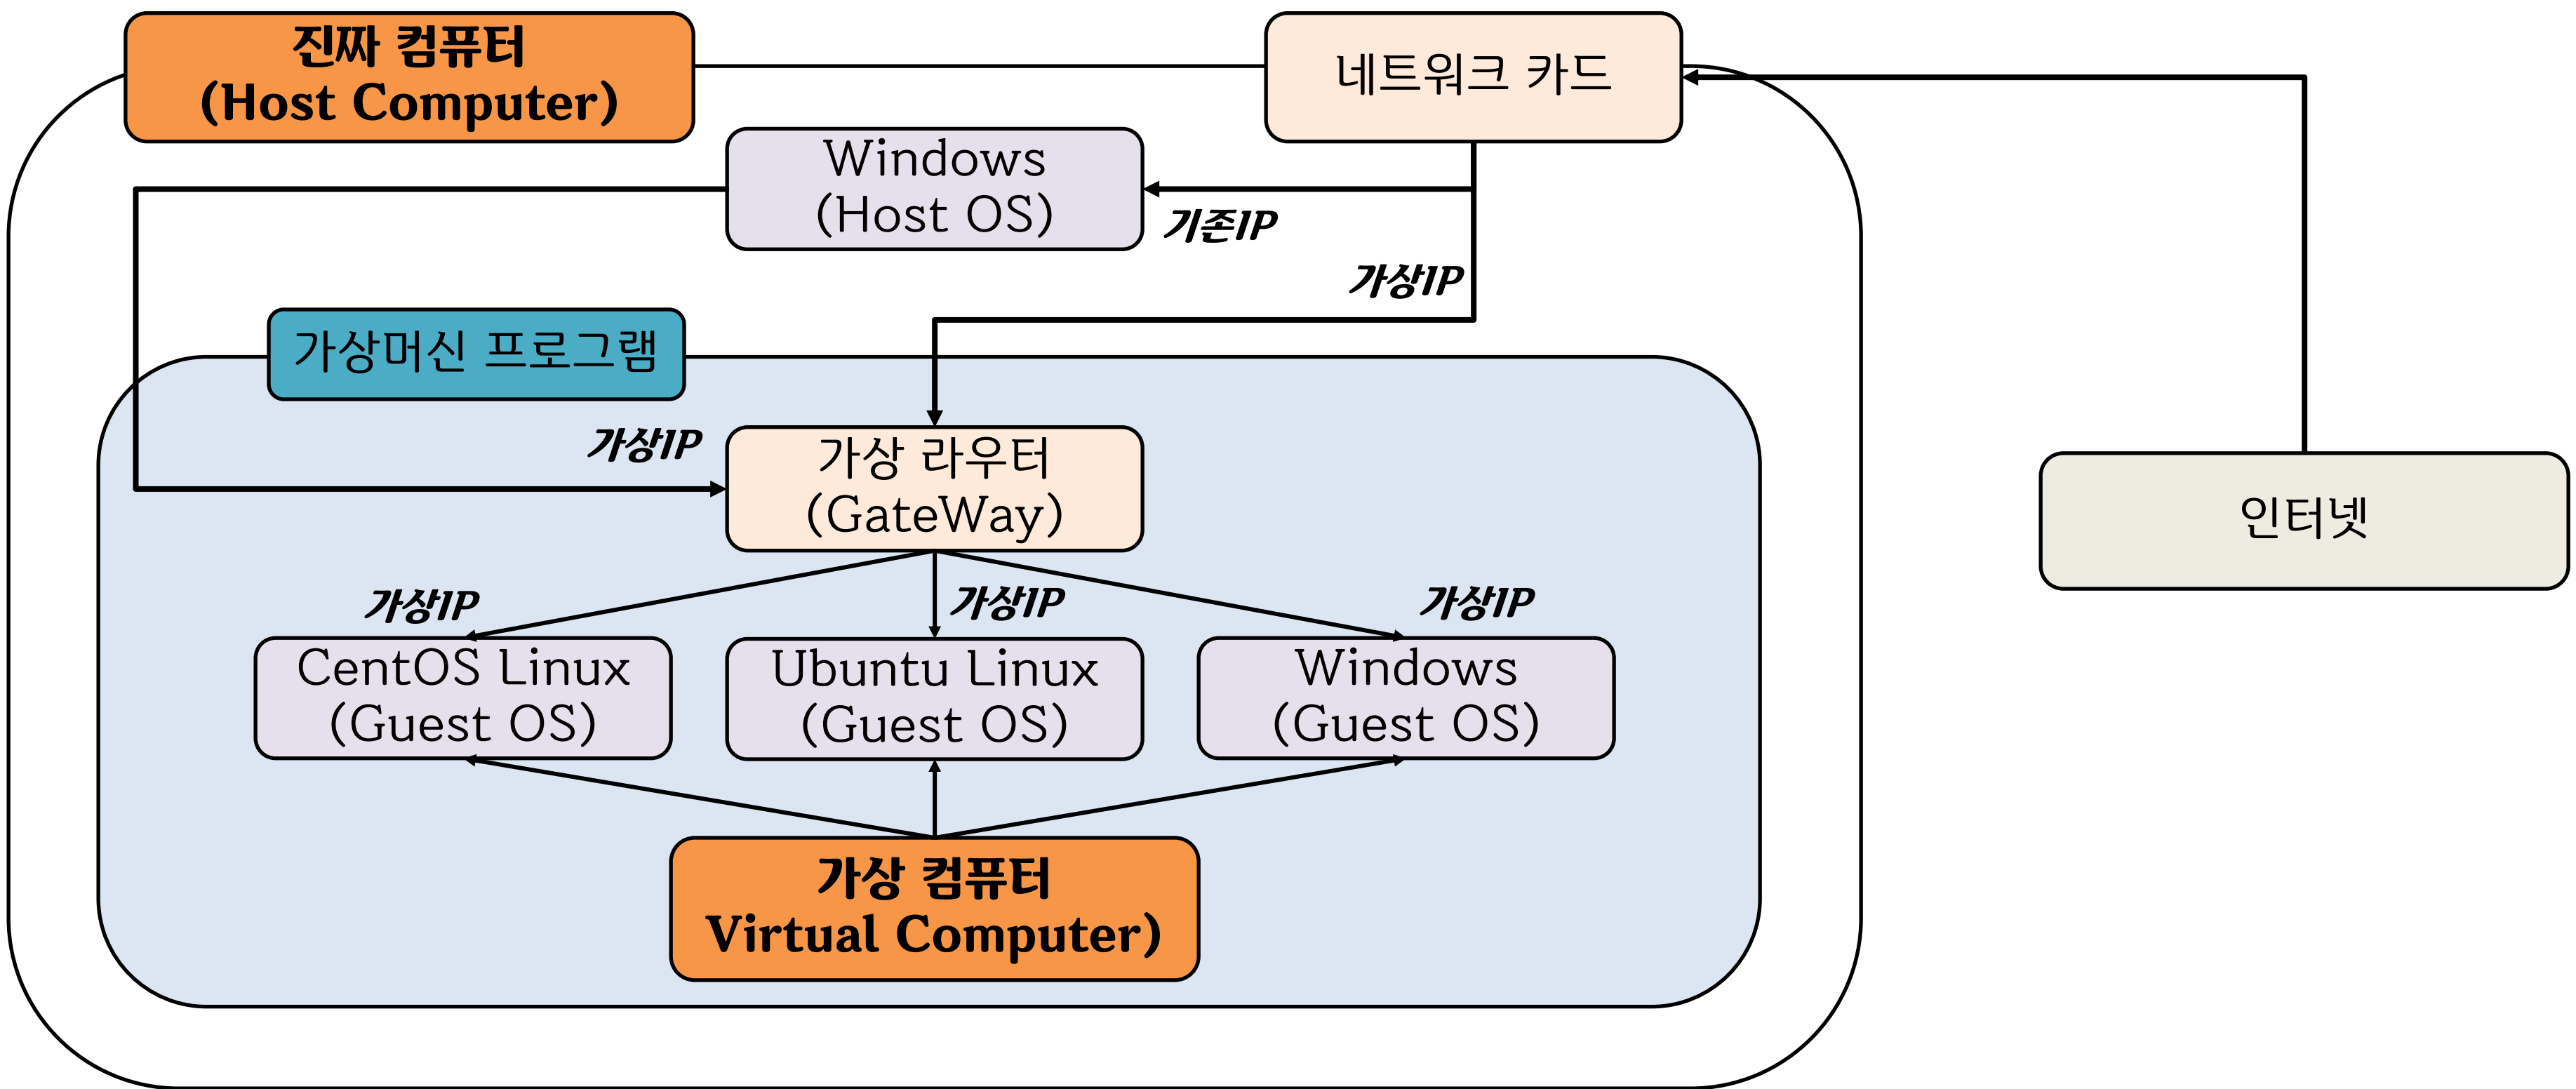 진짜 컴퓨터
(Host Computer)
네트워크 카드
Windows
(Host OS)
기존IP
가상IP
가상머신 프로그램
가상IP
가상 라우터
(GateWay)
인터넷
가상IP
가상IP
가상IP
CentOS Linux
(Guest OS)
Ubuntu Linux
(Guest OS)
Windows
(Guest OS)
가상 컴퓨터
Virtual Computer)